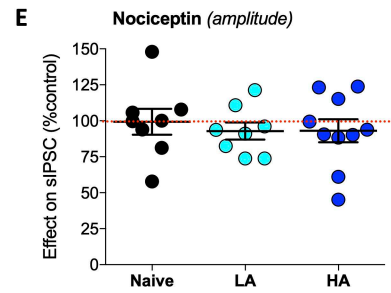 E
Nociceptin (amplitude)
Effect on sIPSC (%control)
150
125
100
75
50
25
0
Naive LA HA